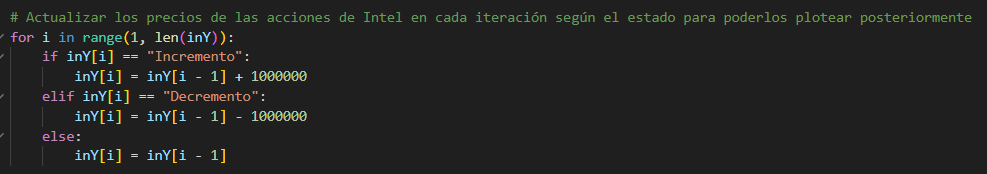 # Actualizar los precios de las acciones de Intel en cada iteración según el estado para poderlos plotear posteriormente
for i in range(1, len(inY)):
    if inY[i] == "Incremento":
        inY[i] = inY[i - 1] + 1000000
    elif inY[i] == "Decremento":
        inY[i] = inY[i - 1] - 1000000
    else:
        inY[i] = inY[i - 1]